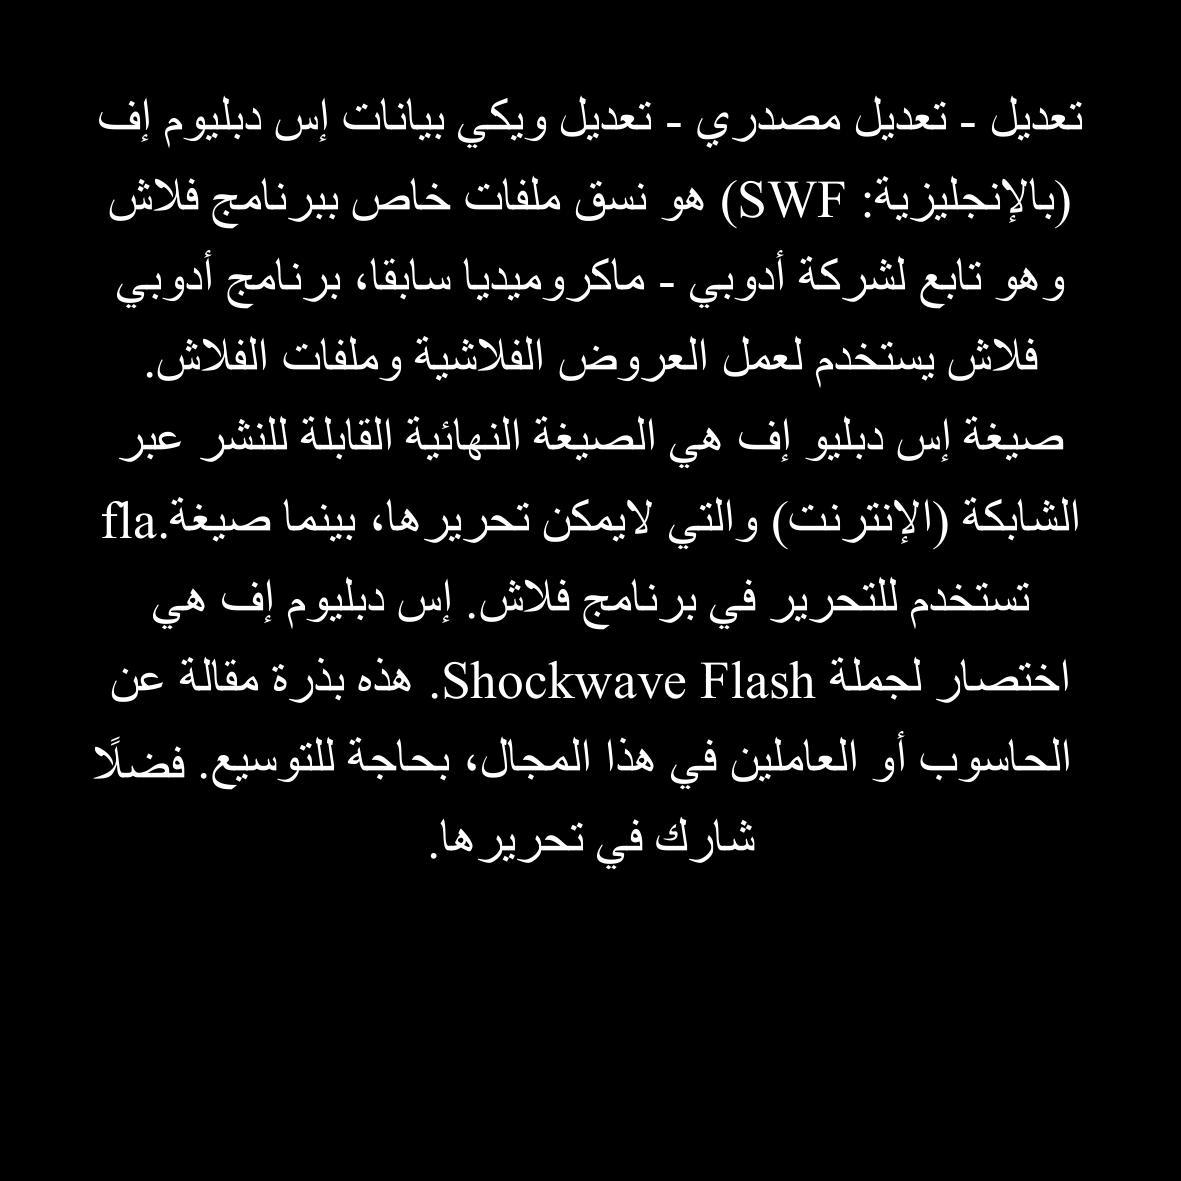 تعديل - تعديل مصدري - تعديل ويكي بيانات إس دبليوم إف
(بالإنجليزية: SWF) هو نسق ملفات خاص ببرنامج فلاش
وهو تابع لشركة أدوبي - ماكروميديا سابقا، برنامج أدوبي
فلاش يستخدم لعمل العروض الفلاشية وملفات الفلاش.
صيغة إس دبليو إف هي الصيغة النهائية القابلة للنشر عبر
الشابكة (الإنترنت) والتي لايمكن تحريرها، بينما صيغة.fla
تستخدم للتحرير في برنامج فلاش. إس دبليوم إف هي
اختصار لجملة Shockwave Flash. هذه بذرة مقالة عن
الحاسوب أو العاملين في هذا المجال، بحاجة للتوسيع. فضلًا
شارك في تحريرها.